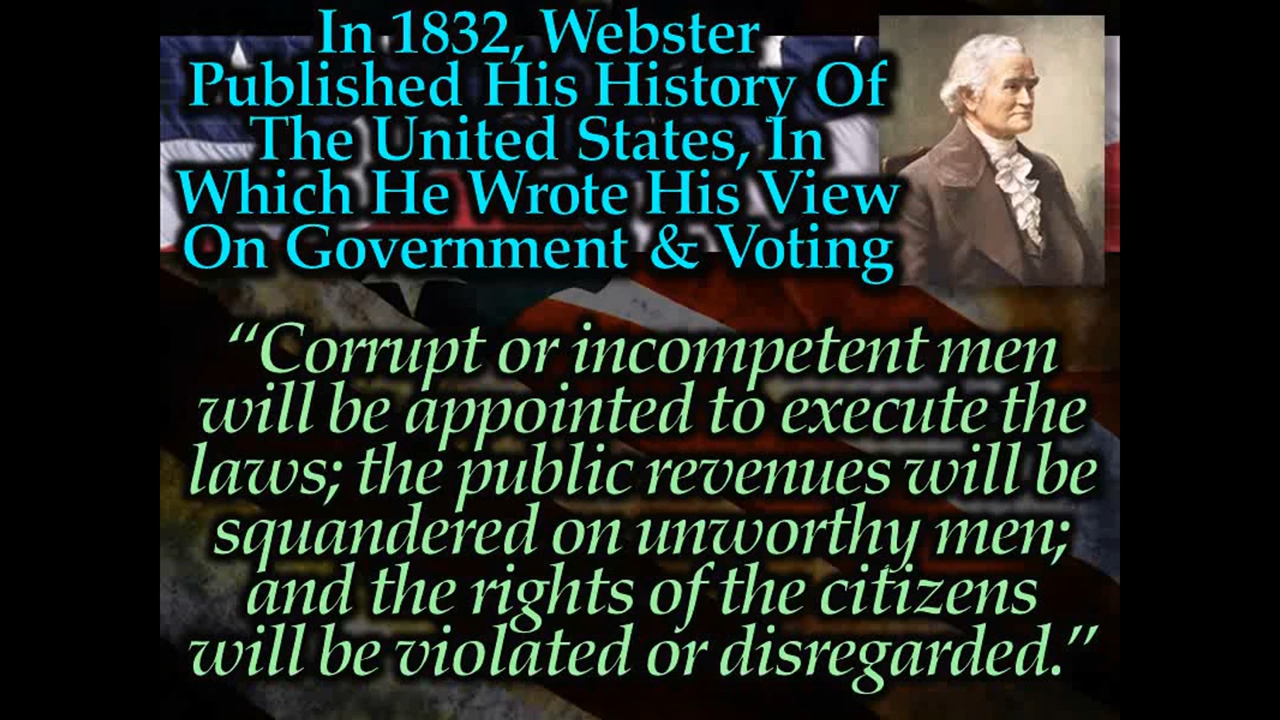 In 1832, Webster
Published His History Of
The United States, In
Which He Wrote His View
On Government & Voting
“Corrupt or incompetent men
will be appointed to execute the
laws; the public revenues will be
squandered on unworthy men;
and the rights of the citizens
will be violated or disregarded.”